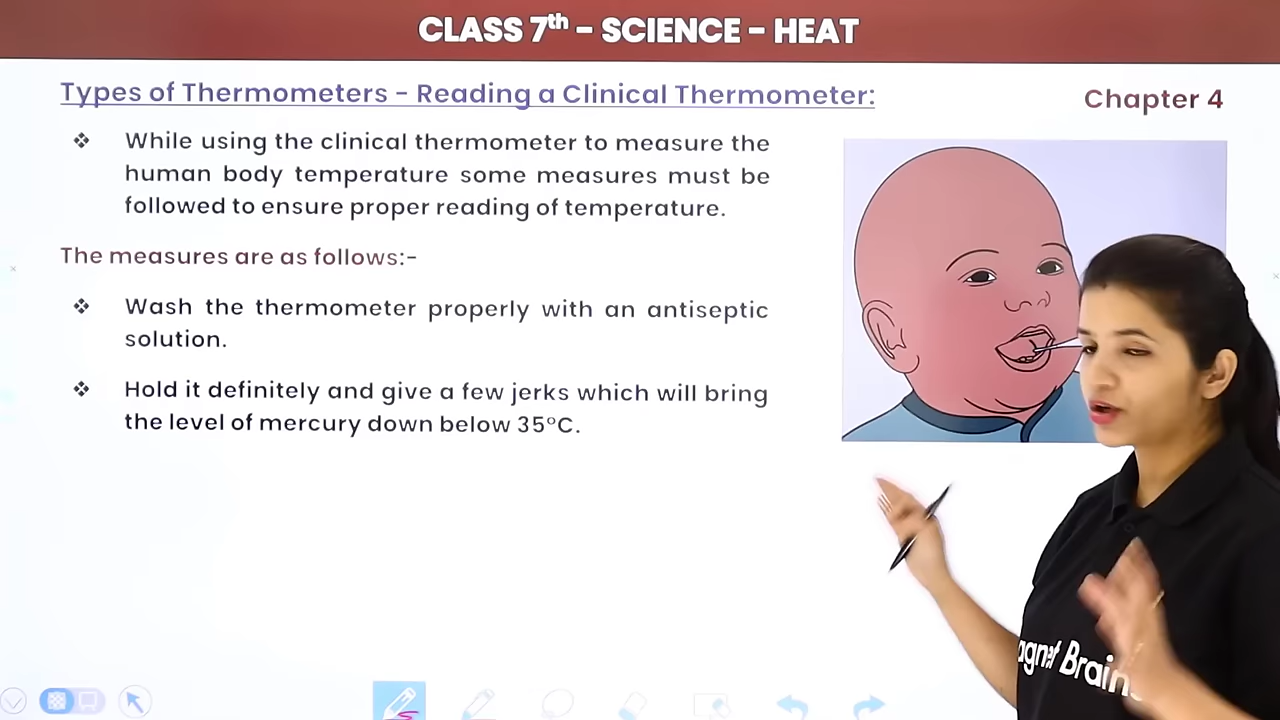 CLASS 7th - SCIENCE - HEAT
Types of Thermometers - Reading a Clinical Thermometer:
Chapter 4
❖ While using the clinical thermometer to measure the
human body temperature some measures must be
followed to ensure proper reading of temperature.
The measures are as follows:-
❖ Wash the thermometer properly with an antiseptic
solution.
❖ Hold it definitely and give a few jerks which will bring
the level of mercury down below 35°C.
agnet Brain